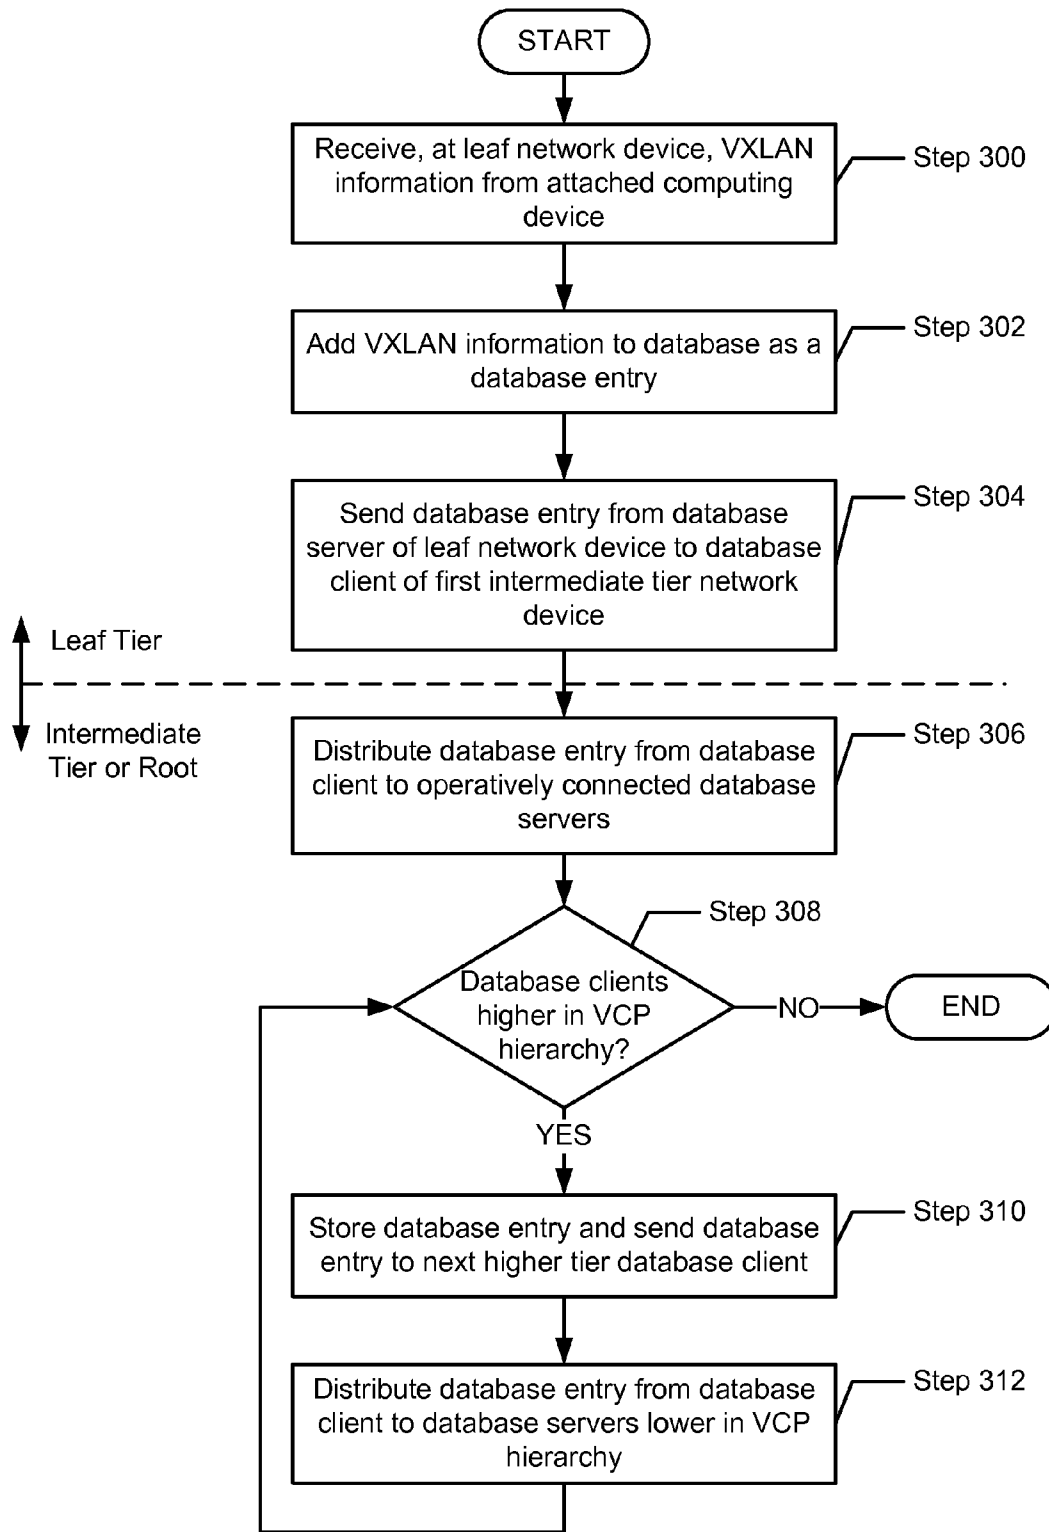 START
Receive, at leaf network device, VXLAN
information from attached computing
device
Step 300
Add VXLAN information to database as a
database entry
Step 302
Send database entry from database
server of leaf network device to database
client of first intermediate tier network
device
Step 304
Leaf Tier
Intermediate
Tier or Root
Distribute database entry from database
client to operatively connected database
servers
Step 306
Step 308
Database clients
higher in VCP
hierarchy?
NO
END
YES
Store database entry and send database
entry to next higher tier database client
Step 310
Distribute database entry from database
client to database servers lower in VCP
hierarchy
Step 312